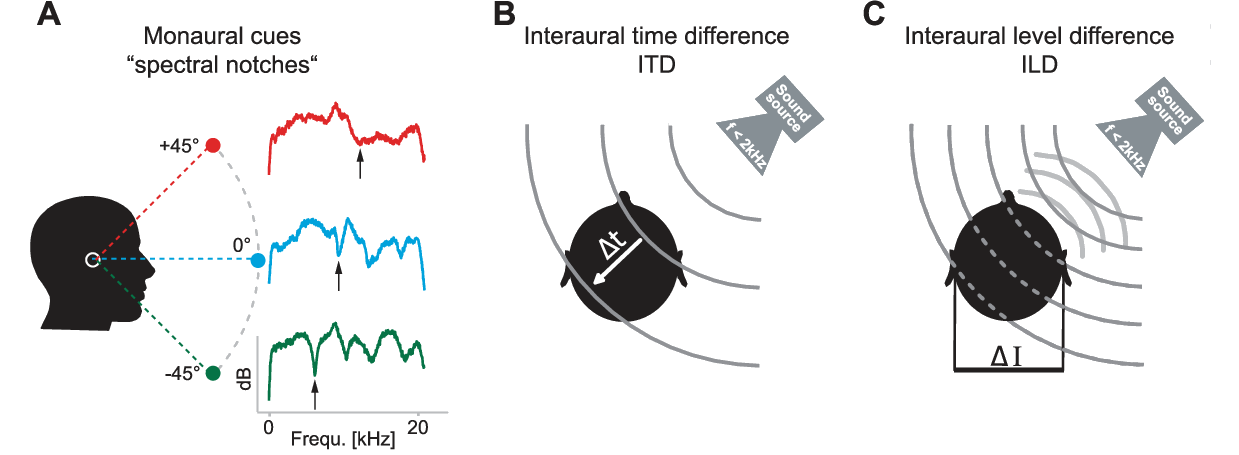 A
Monaural cues
“spectral notches“
+45°
0°
-45°
dB
0
20
Frequ. [kHz]
B
Interaural time difference
ITD
Sound
source
f < 2kHz
Δt
C
Interaural level difference
ILD
Sound
source
f < 2kHz
Δ I